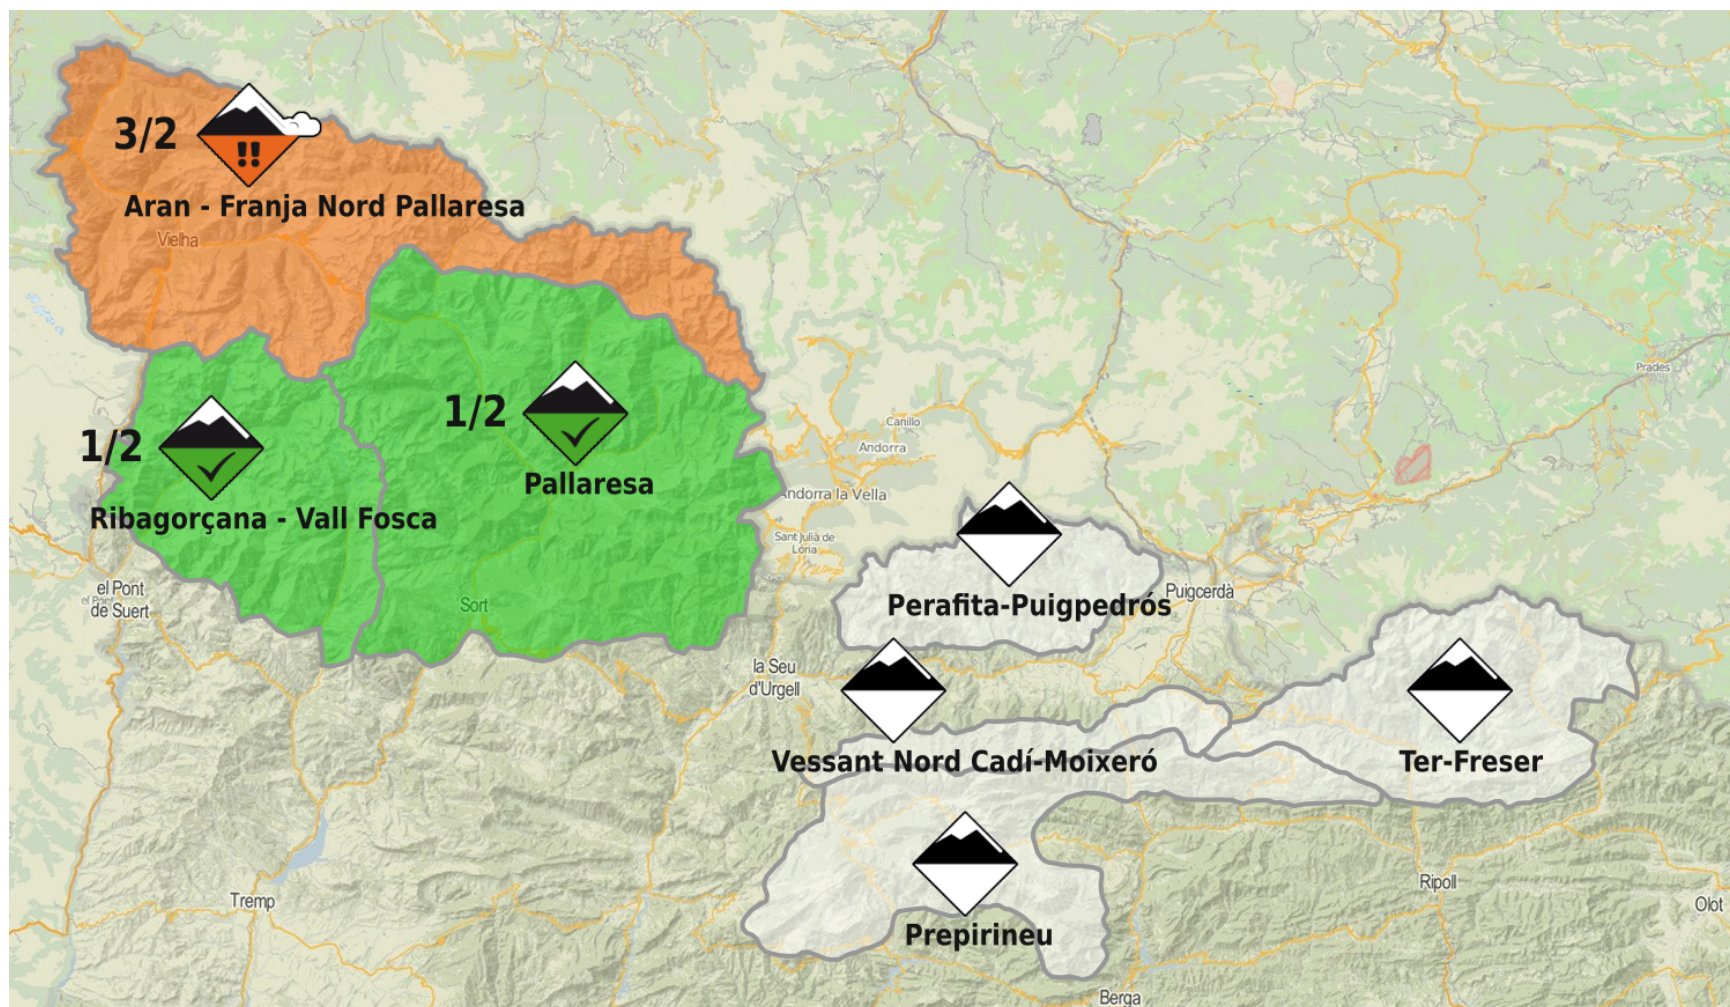 3/2
!!
Aran - Franja Nord Pallaresa
Vielha
1/2
Ribagorçana - Vall Fosca
1/2
Pallaresa
Canillo
Andorra
Andorra la Vella
Sant Julià de
Lòria
Prades
el Pont
de Suert
Sort
Perafita-Puigpedrós
Puigcerdà
la Seu
d'Urgell
Vessant Nord Cadí-Moixeró
Ter-Freser
Prepirineu
Tremp
Ripoll
Olot
Berga